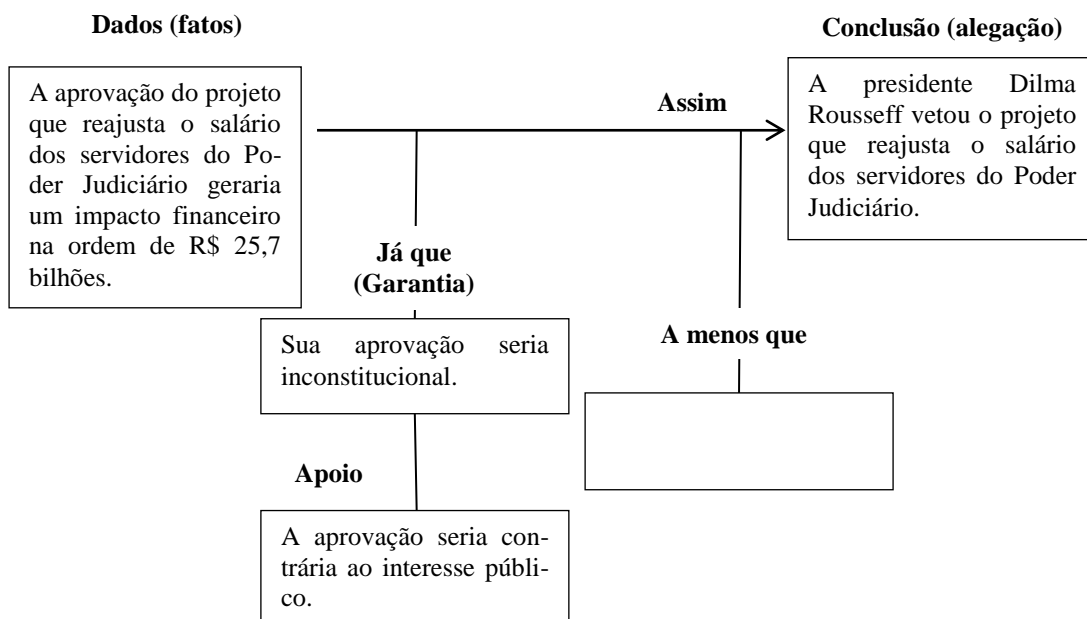 Dados (fatos)
Conclusão (alegação)
A aprovação do projeto
que reajusta o salário
dos servidores do Po-
der Judiciário geraria
um impacto financeiro
na ordem de R$ 25,7
bilhões.
Assim
A presidente Dilma
Rousseff vetou o projeto
que reajusta o salário
dos servidores do Poder
Judiciário.
Já que
(Garantia)
Sua aprovação seria
inconstitucional.
A menos que
Apoio
A aprovação seria con-
trária ao interesse públi-
co.